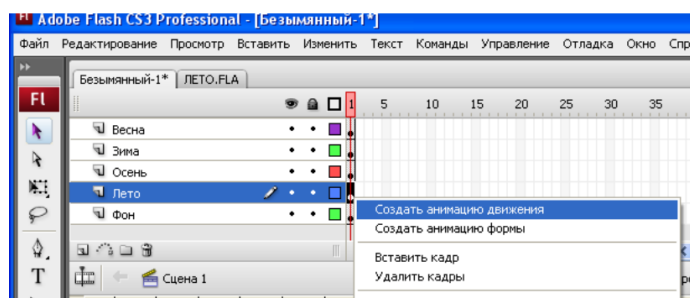 Adobe Flash CS3 Professional - [Безымянный-1*]
Файл Редактирование Просмотр Вставить Изменить Текст Команды Управление Отладка Окно Спр
Безымянный-1* ЛЕТО.FLA
Fl
1 5 10 15 20 25 30 35
Весна
Зима
Осень
Лето
Фон
Создать анимацию движения
Создать анимацию формы
Вставить кадр
Удалить кадры
T
Сцена 1